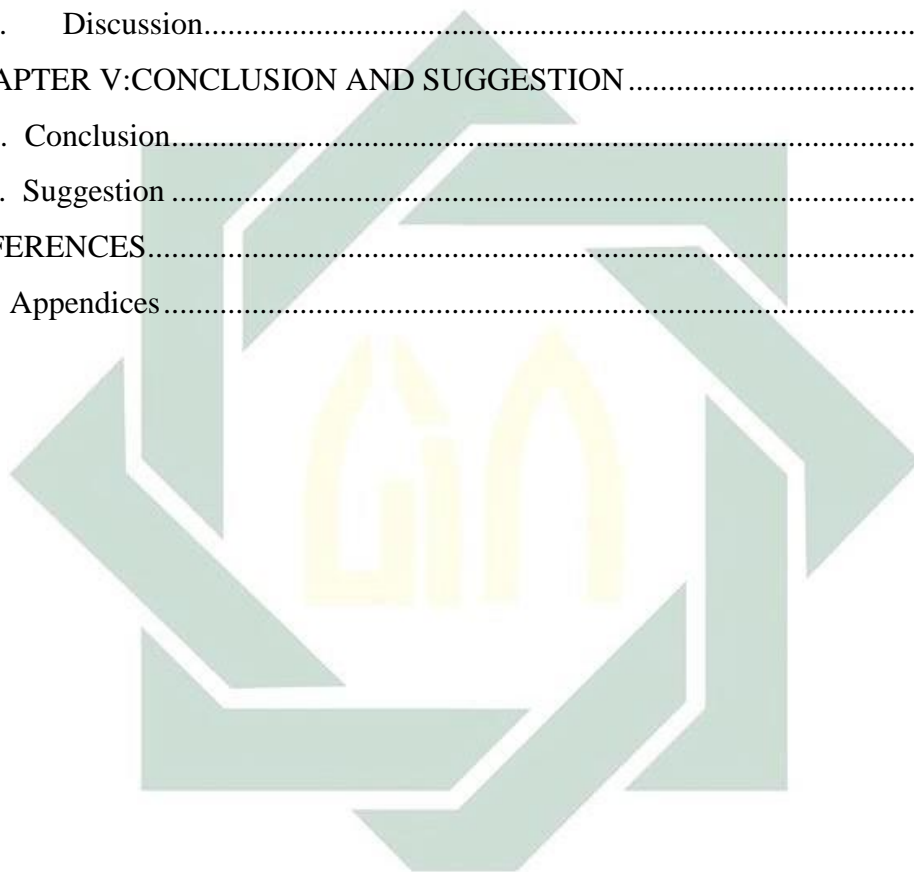 . Discussion
APTER V:CONCLUSION AND SUGGESTION
. Conclusion
. Suggestion
FERENCES
Appendices